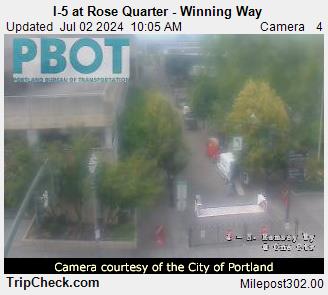 I-5 at Rose Quarter - Winning Way
Updated Jul 02 2024 10:05 AM Camera 4
PBOT
PORTLAND BUREAU OF TRANSPORTATION
Camera courtesy of the City of Portland
TripCheck.com Milepost302.00